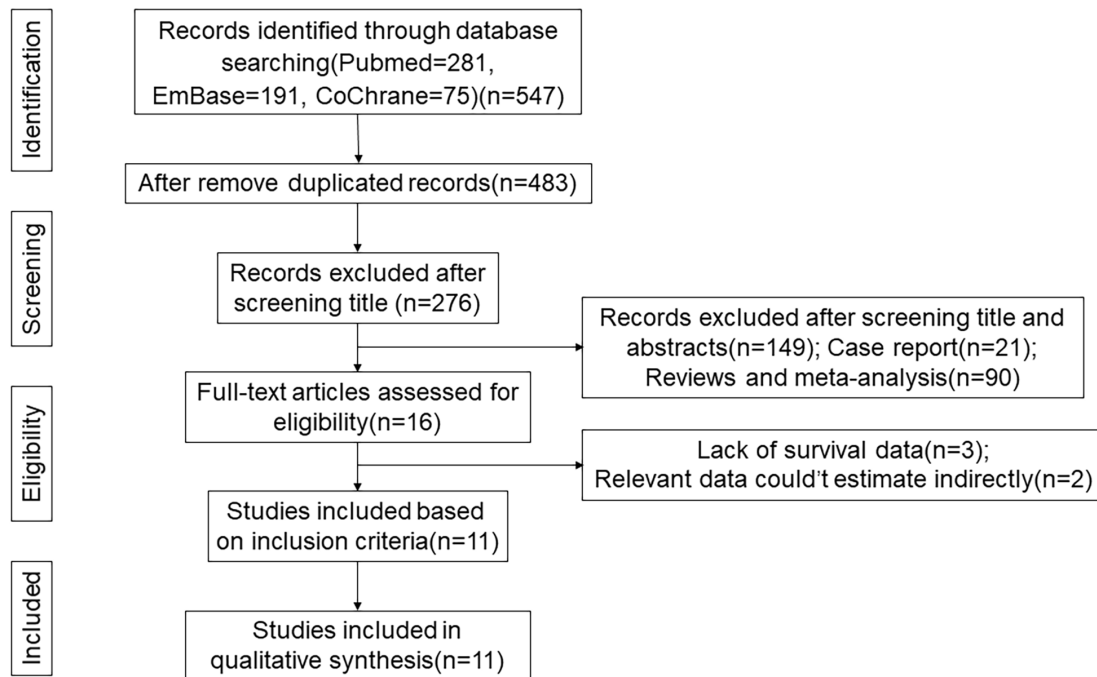 Identification
Records identified through database
searching(Pubmed=281,
EmBase=191, CoChrane=75)(n=547)
After remove duplicated records(n=483)
Screening
Records excluded after
screening title (n=276)
Records excluded after screening title and
abstracts(n=149); Case report(n=21);
Reviews and meta-analysis(n=90)
Eligibility
Full-text articles assessed for
eligibility(n=16)
Lack of survival data(n=3);
Relevant data could't estimate indirectly(n=2)
Studies included based
on inclusion criteria(n=11)
Included
Studies included in
qualitative synthesis(n=11)